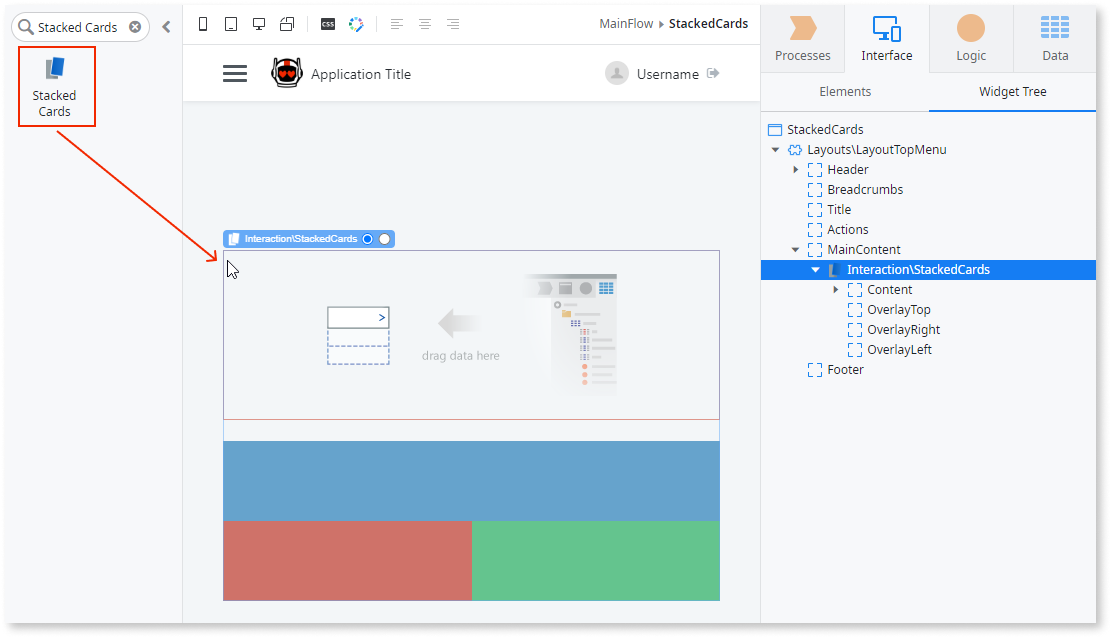 Stacked Cards
Stacked
Cards
CSS
MainFlow StackedCards
Application Title
Username
Interaction\StackedCards
drag data here
Processes
Interface
Logic
Data
Elements
Widget Tree
StackedCards
Layouts\LayoutTopMenu
Header
Breadcrumbs
Title
Actions
MainContent
Interaction\StackedCards
Content
OverlayTop
OverlayRight
OverlayLeft
Footer